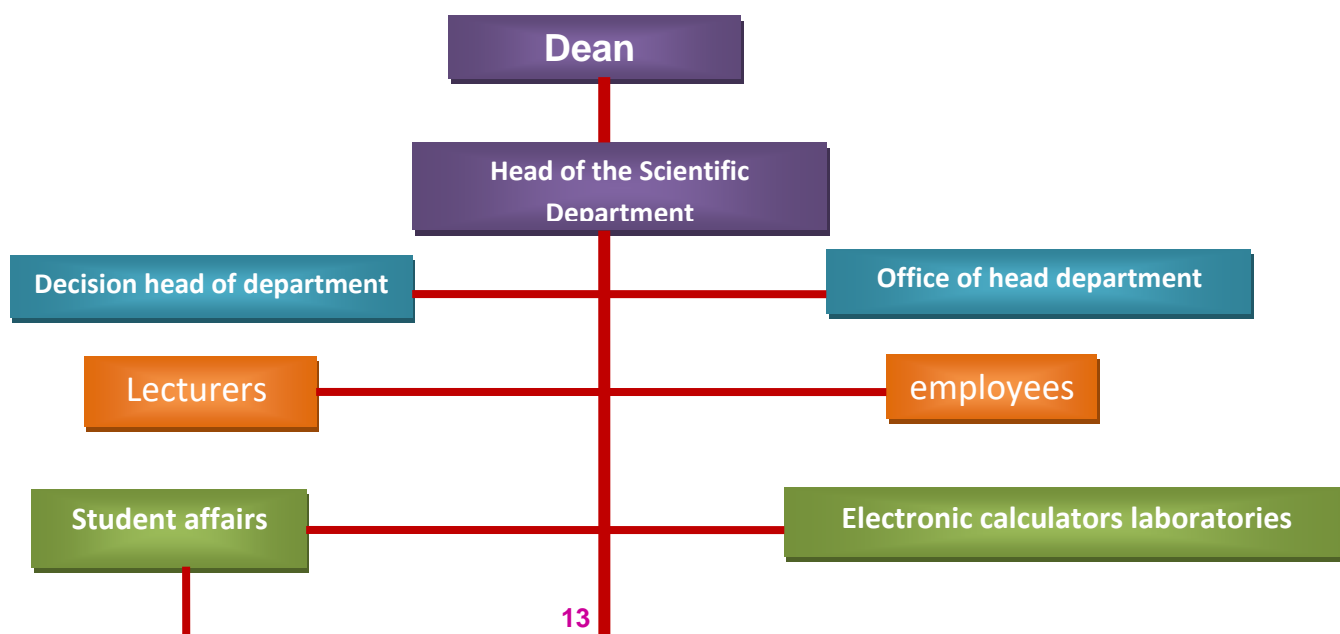 Dean
Head of the Scientific
Department
Decision head of department
Office of head department
Lecturers
employees
Student affairs
Electronic calculators laboratories
13